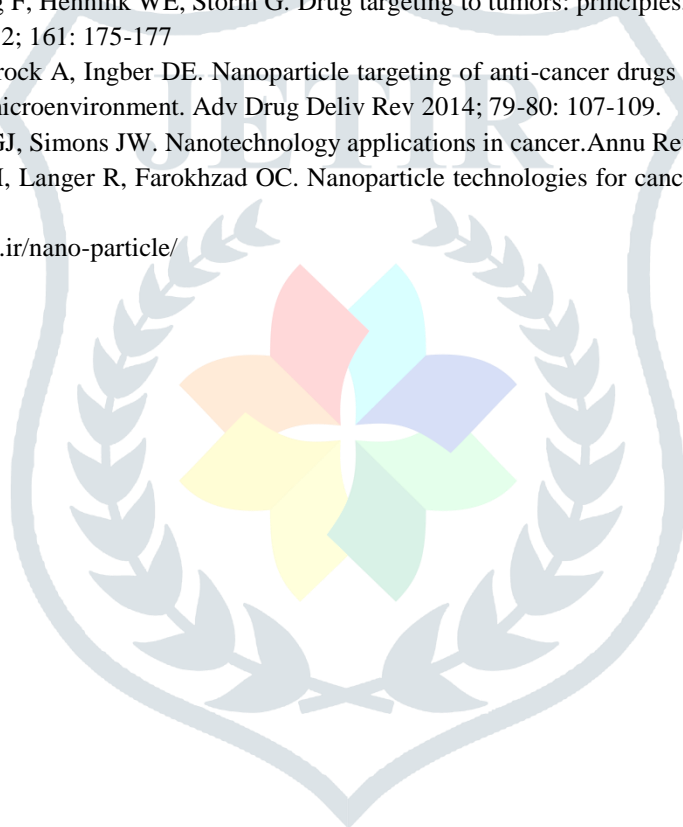 F, Hennink WE, Storm G. Drug targeting to tumors: principles,
2; 161: 175-177
rock A, Ingber DE. Nanoparticle targeting of anti-cancer drugs
microenvironment. Adv Drug Deliv Rev 2014; 79-80: 107-109.
GJ, Simons JW. Nanotechnology applications in cancer.Annu Re
, Langer R, Farokhzad OC. Nanoparticle technologies for canc
.ir/nano-particle/
JETIR